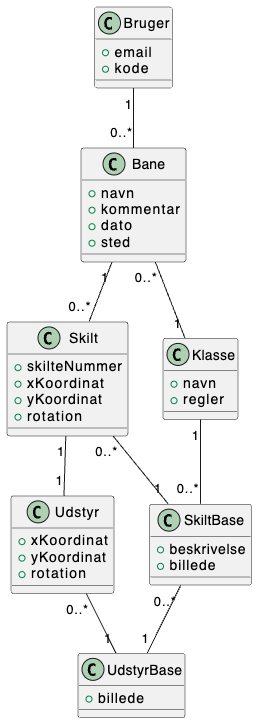 C Bruger
email
kode
1
0..*
C Bane
navn
kommentar
dato
sted
1
0..*
0..*
1
C Skilt
skilteNummer
xKoordinat
yKoordinat
rotation
C Klasse
navn
regler
1
0..*
1
1
1
0..*
C Udstyr
xKoordinat
yKoordinat
rotation
C SkiltBase
beskrivelse
billede
0..*
0..*
1
1
C UdstyrBase
billede